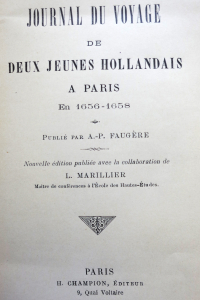 JOURNAL DU VOYAGE
DE
DEUX JEUNES HOLLANDAIS
A PARIS
En 1656-1658
PUBLIÉ PAR A.-P. FAUGÈRE
Nouvelle édition publiée avec la collaboration de
L. MARILLIER
Maître de conférences à l'École des Hautes-Études.
PARIS
H. CHAMPION, ÉDITEUR
9, Quai Voltaire